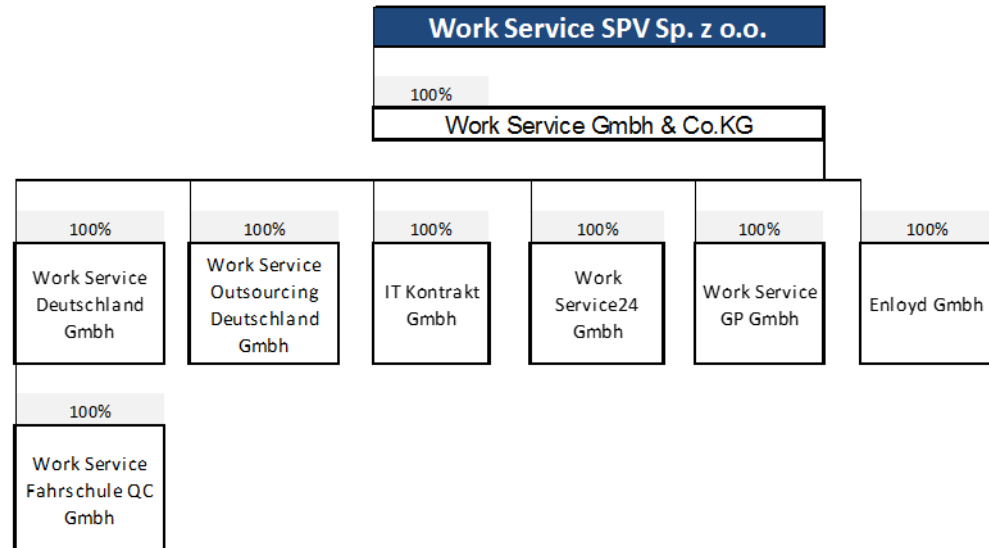 Work Service SPV Sp. z o.o.
100%
Work Service Gmbh & Co.KG
100%
100%
100%
100%
100%
100%
Work Service
Deutschland
Gmbh
Work Service
Outsourcing
Deutschland
Gmbh
IT Kontrakt
Gmbh
Work
Service24
Gmbh
Work Service
GP Gmbh
Enloyd Gmbh
100%
Work Service
Fahrschule QC
Gmbh